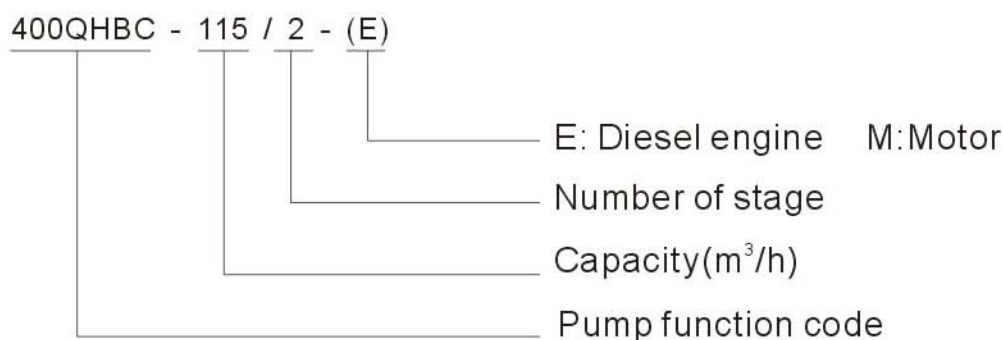 400QHBC - 115 / 2 - (E)
E: Diesel engine M:Motor
Number of stage
Capacity(m³/h)
Pump function code